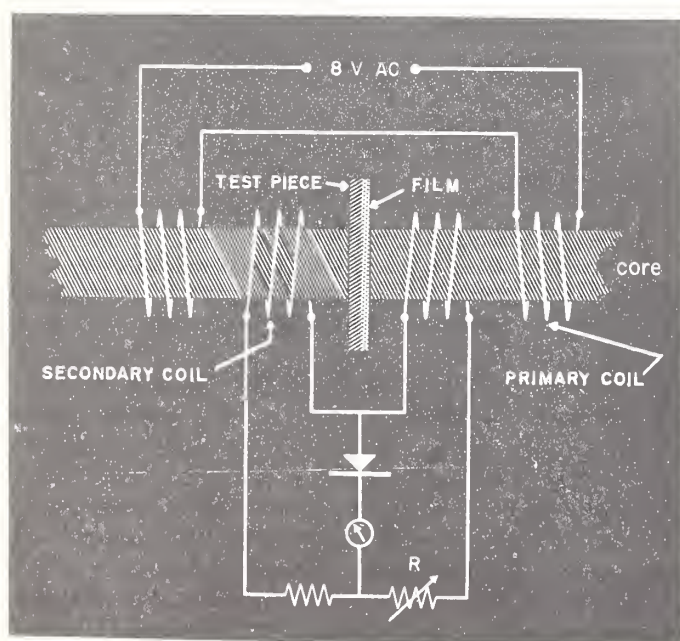 8 V AC
TEST PIECE
FILM
core
SECONDARY COIL
PRIMARY COIL
R